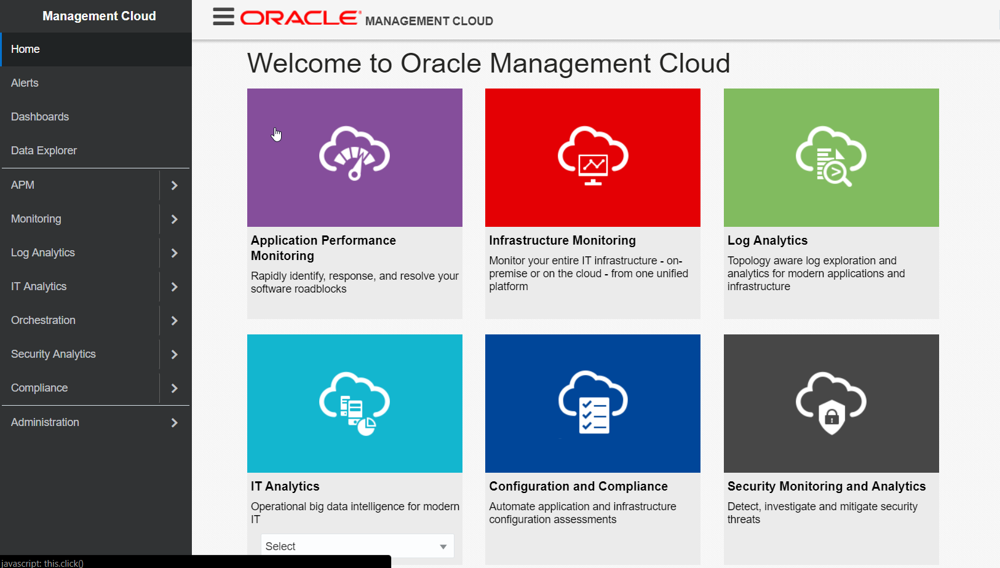 Management Cloud
Home
Alerts
Dashboards
Data Explorer
APM
Monitoring
Log Analytics
IT Analytics
Orchestration
Security Analytics
Compliance
Administration
javascript: this.click()
ORACLE® MANAGEMENT CLOUD
Welcome to Oracle Management Cloud
Application Performance
Monitoring
Rapidly identify, response, and resolve your
software roadblocks
Infrastructure Monitoring
Monitor your entire IT infrastructure - on-
premise or on the cloud - from one unified
platform
Log Analytics
Topology aware log exploration and
analytics for modern applications and
infrastructure
IT Analytics
Operational big data intelligence for modern
IT
Select
Configuration and Compliance
Automate application and infrastructure
configuration assessments
Security Monitoring and Analytics
Detect, investigate and mitigate security
threats